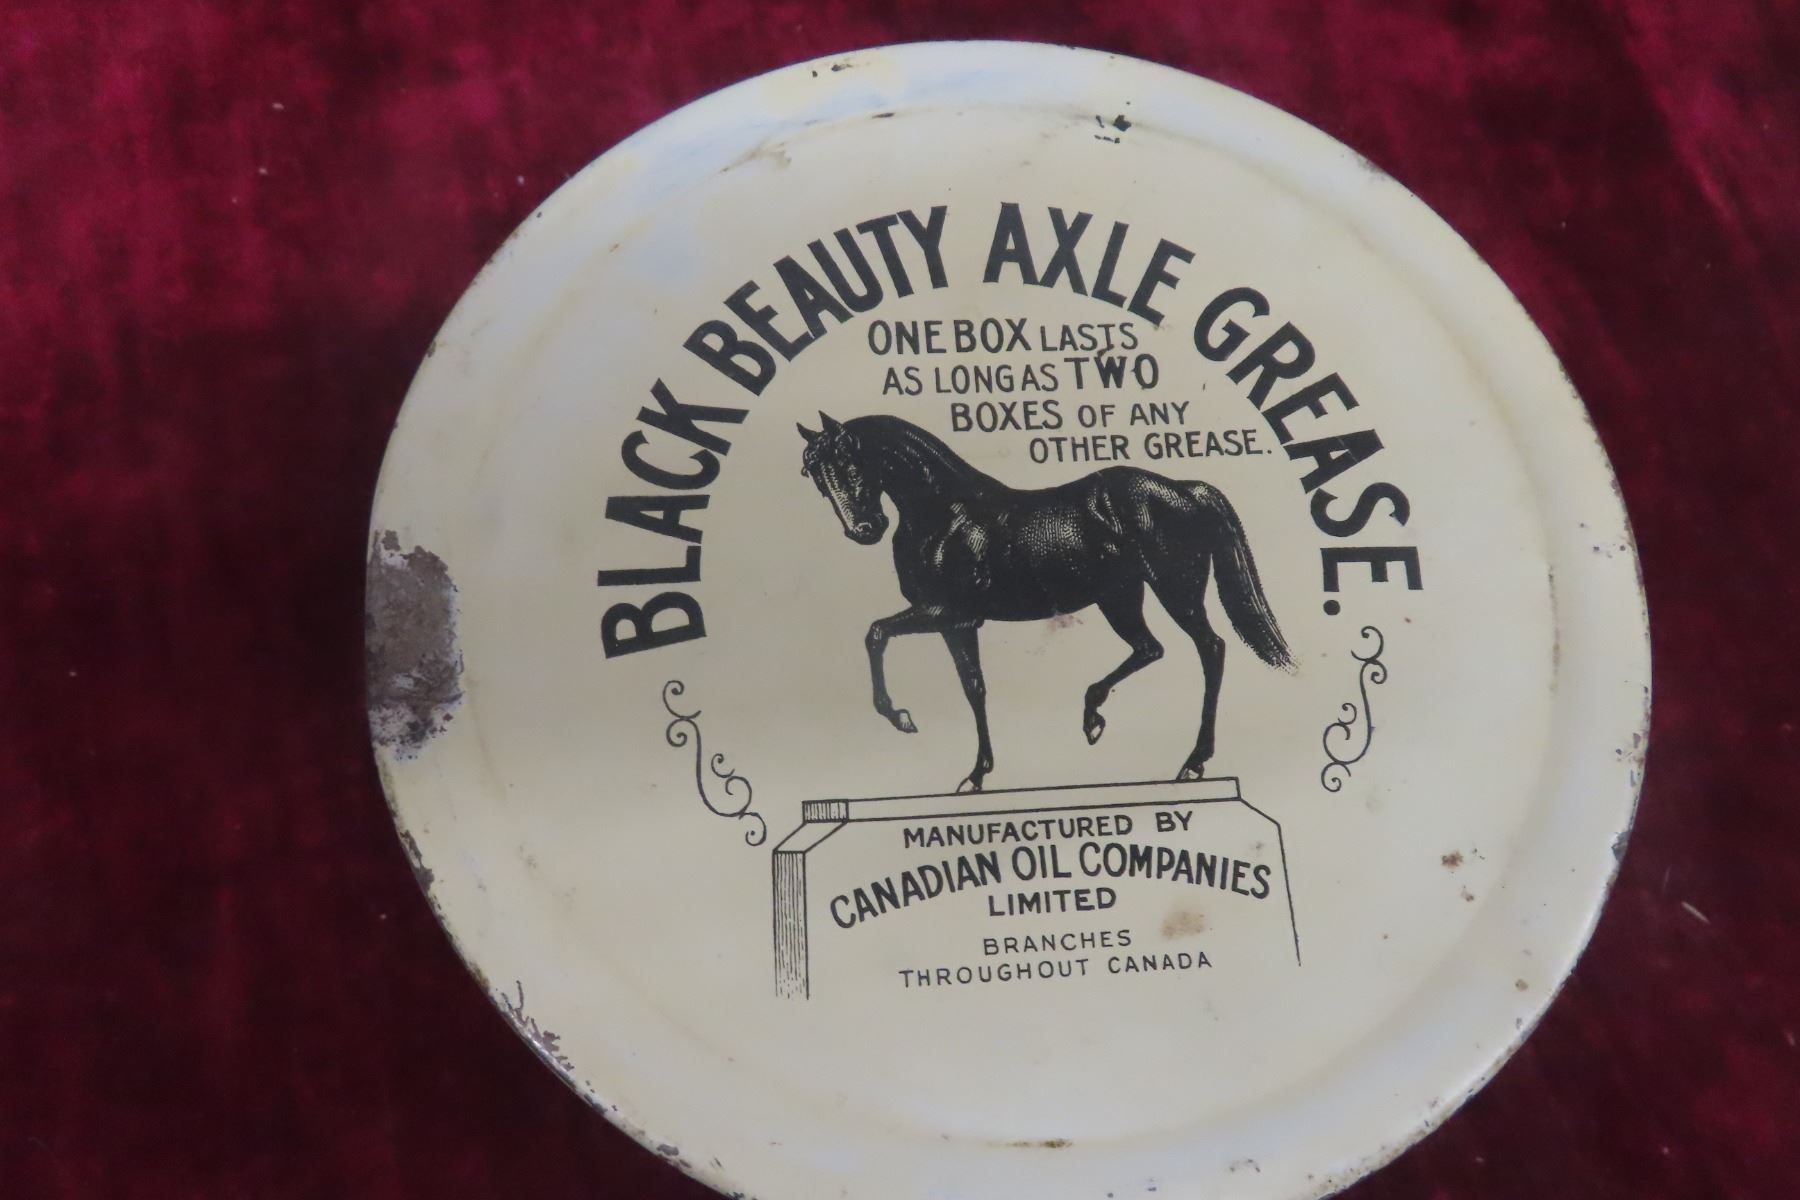 BLACK BEAUTY AXLE GREASE.
ONE BOX LASTS
AS LONG AS TWO
BOXES OF ANY
OTHER GREASE.
MANUFACTURED BY
CANADIAN OIL COMPANIES
LIMITED
BRANCHES
THROUGHOUT CANADA